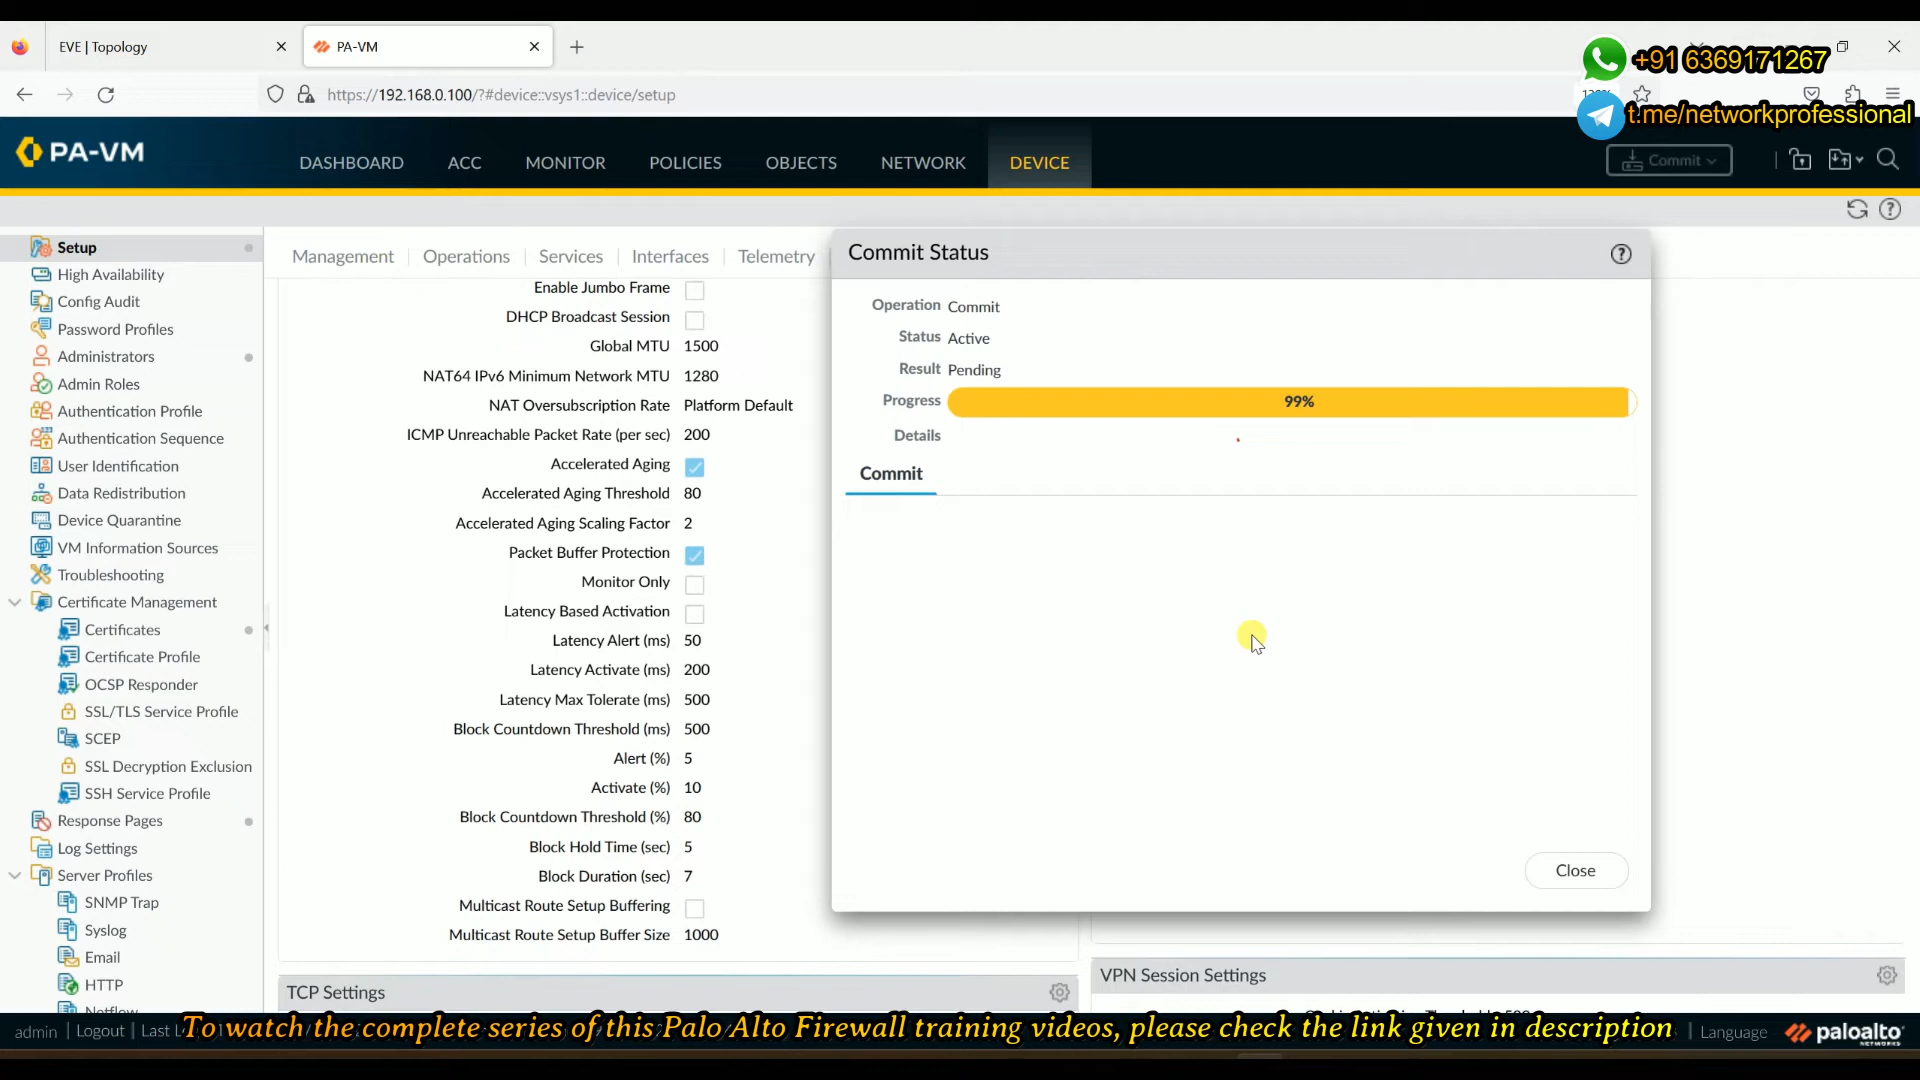 EVE | Topology
PA-VM
+91 6369171267
https://192.168.0.100/?#device::vsys1::device/setup
t.me/networkprofessional
PA-VM
DASHBOARD
ACC
MONITOR
POLICIES
OBJECTS
NETWORK
DEVICE
Commit
Setup
High Availability
Config Audit
Password Profiles
Administrators
Admin Roles
Authentication Profile
Authentication Sequence
User Identification
Data Redistribution
Device Quarantine
VM Information Sources
Troubleshooting
Certificate Management
Certificates
Certificate Profile
OCSP Responder
SSL/TLS Service Profile
SCEP
SSL Decryption Exclusion
SSH Service Profile
Response Pages
Log Settings
Server Profiles
SNMP Trap
Syslog
Email
HTTP
Netflow
Management
Operations
Services
Interfaces
Telemetry
Enable Jumbo Frame
DHCP Broadcast Session
Global MTU 1500
NAT64 IPv6 Minimum Network MTU 1280
NAT Oversubscription Rate Platform Default
ICMP Unreachable Packet Rate (per sec) 200
Accelerated Aging
Accelerated Aging Threshold 80
Accelerated Aging Scaling Factor 2
Packet Buffer Protection
Monitor Only
Latency Based Activation
Latency Alert (ms) 50
Latency Activate (ms) 200
Latency Max Tolerate (ms) 500
Block Countdown Threshold (ms) 500
Alert (%) 5
Activate (%) 10
Block Countdown Threshold (%) 80
Block Hold Time (sec) 5
Block Duration (sec) 7
Multicast Route Setup Buffering
Multicast Route Setup Buffer Size 1000
TCP Settings
Commit Status
Operation Commit
Status Active
Result Pending
Progress 99%
Details
Commit
Close
VPN Session Settings
admin | Logout | Last L
To watch the complete series of this Palo Alto Firewall training videos, please check the link given in description
Language
paloalto
NETWORKS